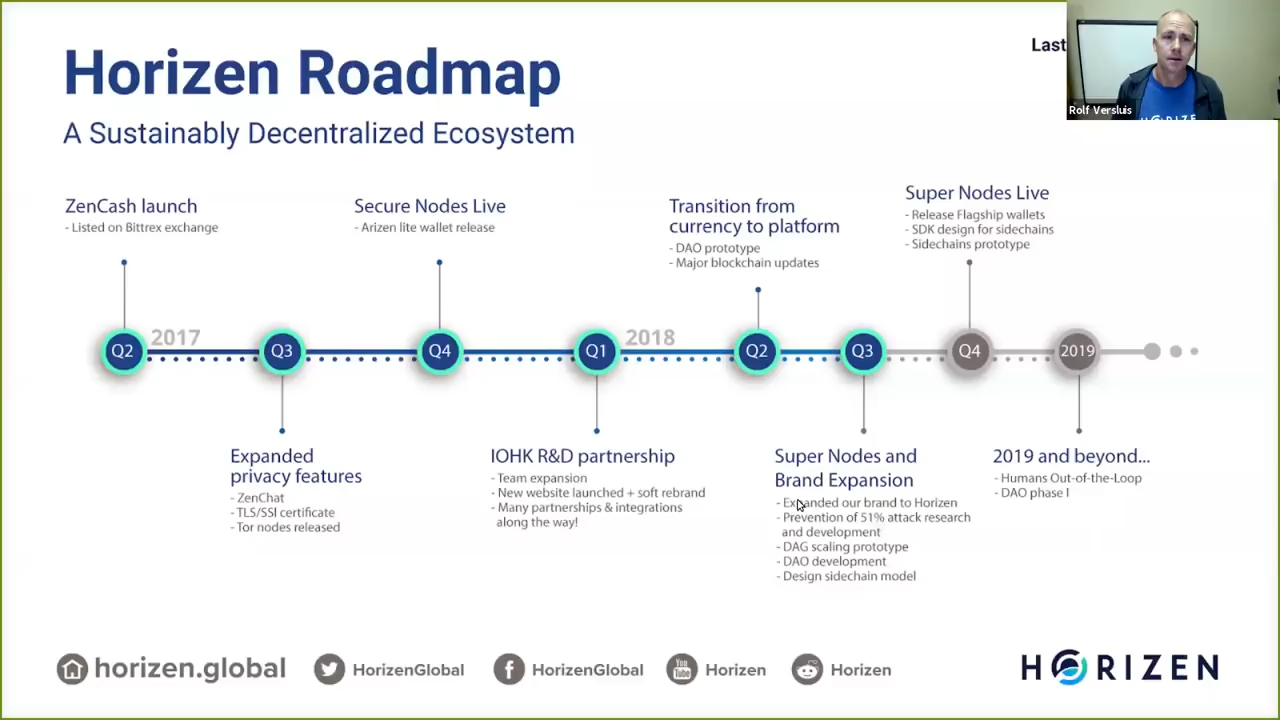 Horizen Roadmap
A Sustainably Decentralized Ecosystem
Last
Rolf Versluis
HORIZEN
ZenCash launch
- Listed on Bittrex exchange
Secure Nodes Live
- Arizen lite wallet release
Transition from
currency to platform
- DAO prototype
- Major blockchain updates
Super Nodes Live
- Release Flagship wallets
- SDK design for sidechains
- Sidechains prototype
Q2 2017 Q3 Q4 Q1 2018 Q2 Q3 Q4 2019
Expanded
privacy features
- ZenChat
- TLS/SSl certificate
- Tor nodes released
IOHK R&D partnership
- Team expansion
- New website launched + soft rebrand
- Many partnerships & integrations
along the way!
Super Nodes and
Brand Expansion
- Expanded our brand to Horizen
- Prevention of 51% attack research
and development
- DAG scaling prototype
- DAO development
- Design sidechain model
2019 and beyond...
- Humans Out-of-the-Loop
- DAO phase I
horizen.global
HorizenGlobal
HorizenGlobal
You Tube
Horizen
Horizen
HORIZEN